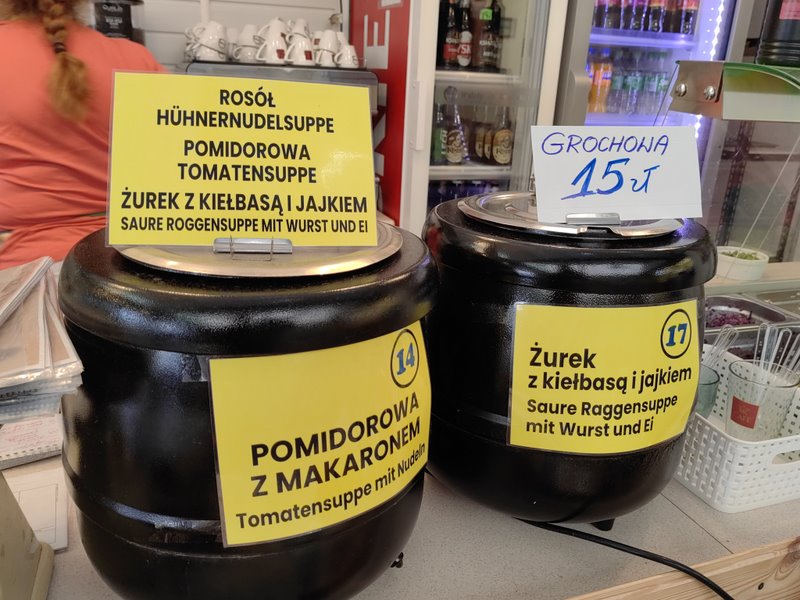 ROSÓŁ
HÜHNERNUDELSUPPE
POMIDOROWA
TOMATENSUPPE
ŻUREK Z KIEŁBASĄ I JAJKIEM
SAURE ROGGENSUPPE MIT WURST UND EI
GROCHOWA
15 zł
14
POMIDOROWA
Z MAKARONEM
Tomatensuppe mit Nudeln
17
Żurek
z kiełbasą i jajkiem
Saure Raggensuppe
mit Wurst und Ei